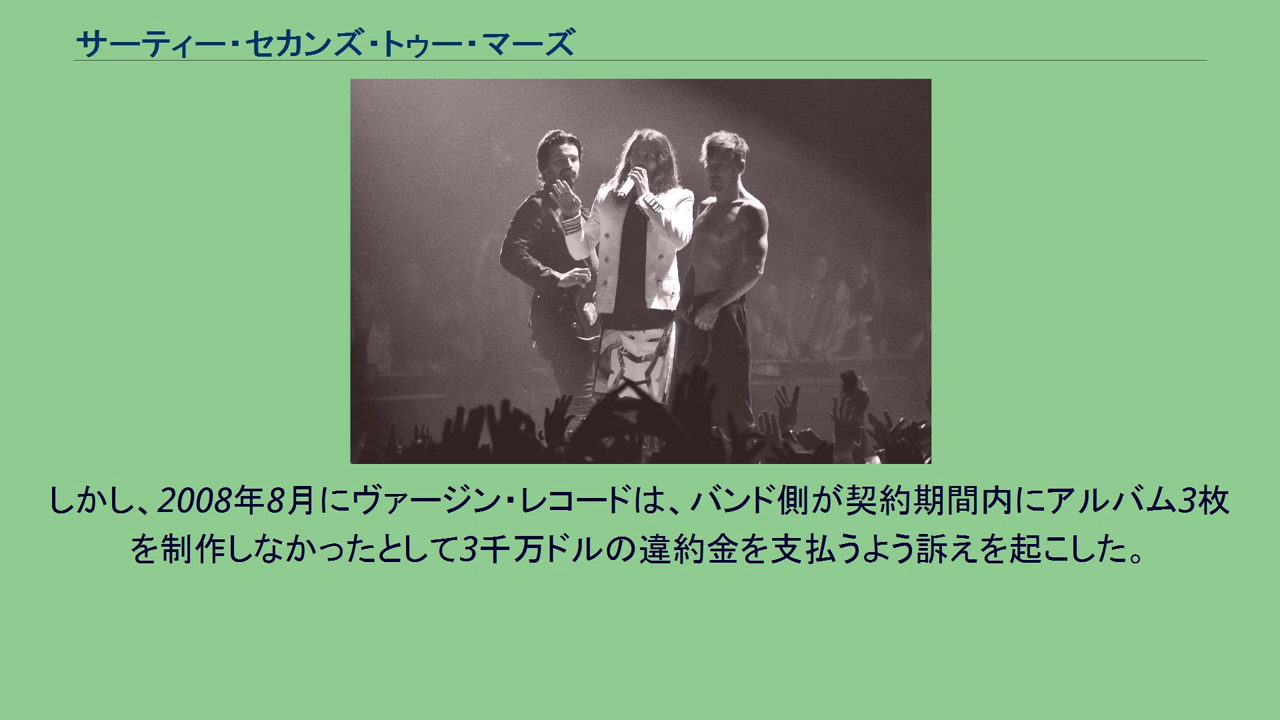 サーティー・セカンズ・トゥー・マーズ
しかし、2008年8月にヴァージン・レコードは、バンド側が契約期間内にアルバム3枚
を制作しなかったとして3千万ドルの違約金を支払うよう訴えを起こした。